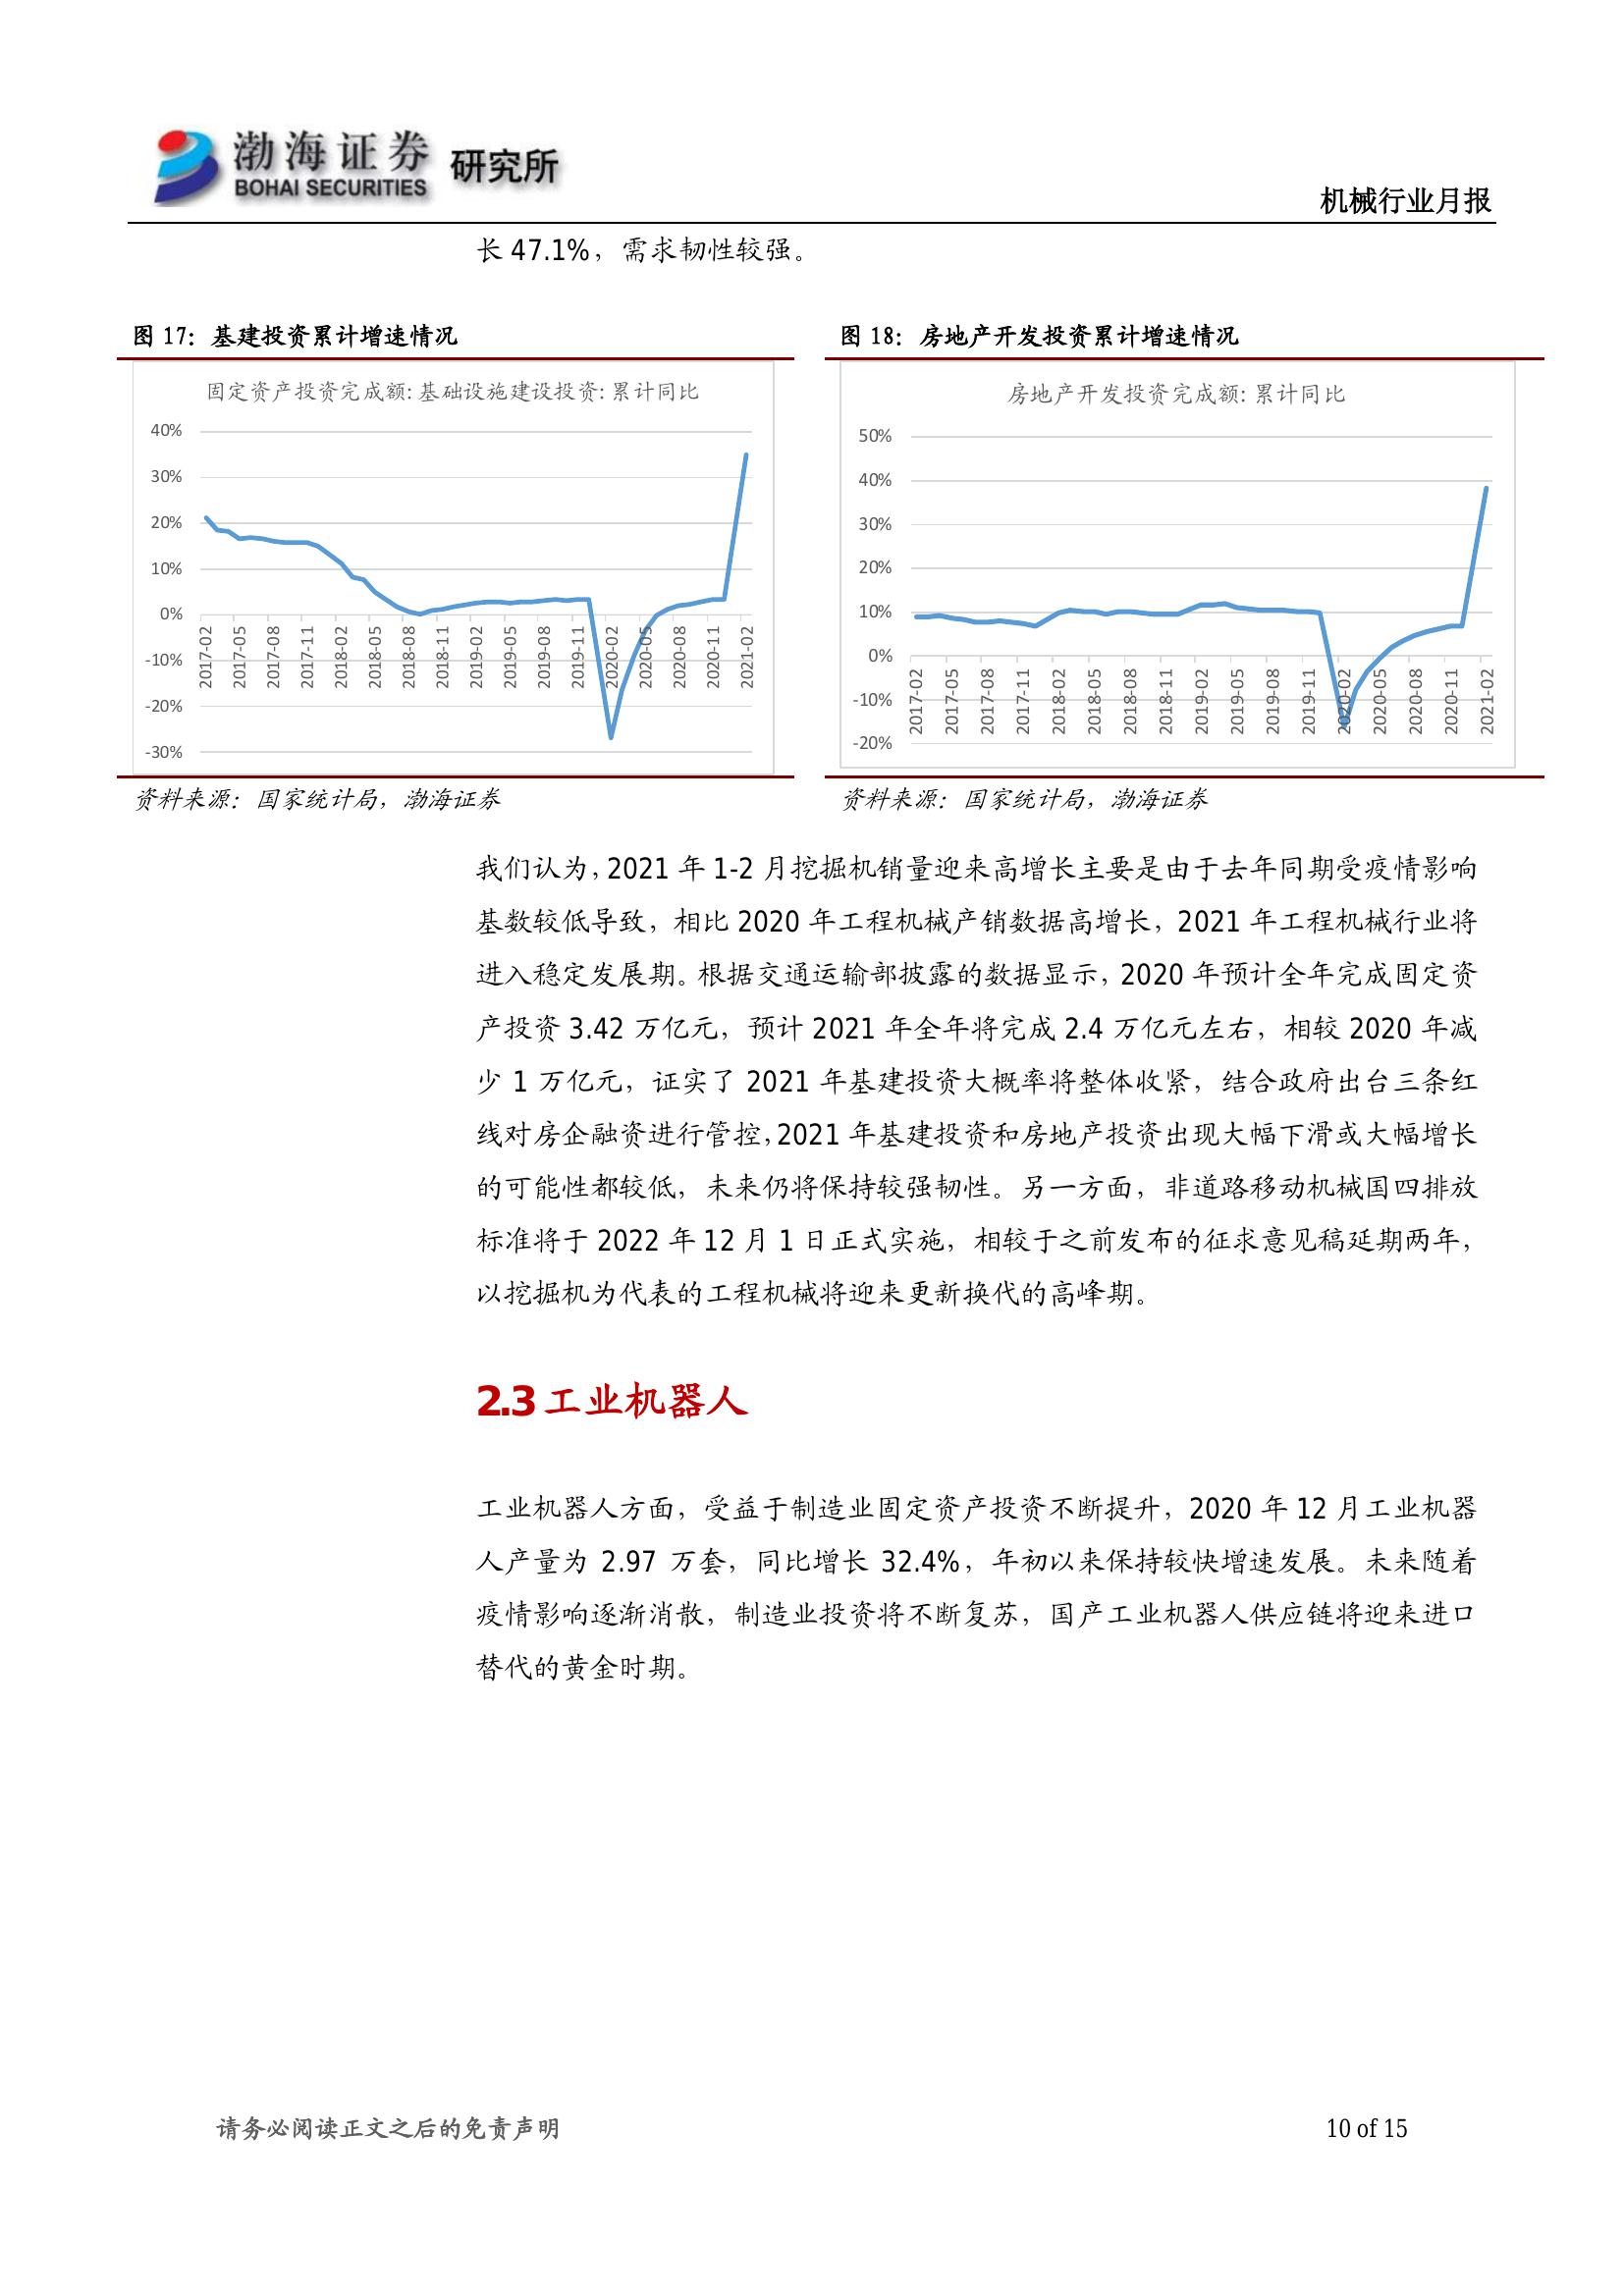 渤海证券 研究所
BOHAI SECURITIES
机械行业月报
长 47.1%，需求韧性较强。
图 17：基建投资累计增速情况
固定资产投资完成额:基础设施建设投资:累计同比
40%
30%
20%
10%
0%
-10%
-20%
-30%
2017-02
2017-05
2017-08
2017-11
2018-02
2018-05
2018-08
2018-11
2019-02
2019-05
2019-08
2019-11
2020-02
2020-05
2020-08
2020-11
2021-02
资料来源：国家统计局，渤海证券
图 18：房地产开发投资累计增速情况
房地产开发投资完成额:累计同比
50%
40%
30%
20%
10%
0%
-10%
-20%
2017-02
2017-05
2017-08
2017-11
2018-02
2018-05
2018-08
2018-11
2019-02
2019-05
2019-08
2019-11
2020-02
2020-05
2020-08
2020-11
2021-02
资料来源：国家统计局，渤海证券
我们认为，2021 年 1-2 月挖掘机销量迎来高增长主要是由于去年同期受疫情影响
基数较低导致，相比 2020 年工程机械产销数据高增长，2021 年工程机械行业将
进入稳定发展期。根据交通运输部披露的数据显示，2020 年预计全年完成固定资
产投资 3.42 万亿元，预计 2021 年全年将完成 2.4 万亿元左右，相较 2020 年减
少 1 万亿元，证实了 2021 年基建投资大概率将整体收紧，结合政府出台三条红
线对房企融资进行管控，2021 年基建投资和房地产投资出现大幅下滑或大幅增长
的可能性都较低，未来仍将保持较强韧性。另一方面，非道路移动机械国四排放
标准将于 2022 年 12 月 1 日正式实施，相较于之前发布的征求意见稿延期两年，
以挖掘机为代表的工程机械将迎来更新换代的高峰期。
2.3 工业机器人
工业机器人方面，受益于制造业固定资产投资不断提升，2020 年 12 月工业机器
人产量为 2.97 万套，同比增长 32.4%，年初以来保持较快增速发展。未来随着
疫情影响逐渐消散，制造业投资将不断复苏，国产工业机器人供应链将迎来进口
替代的黄金时期。
请务必阅读正文之后的免责声明
10 of 15